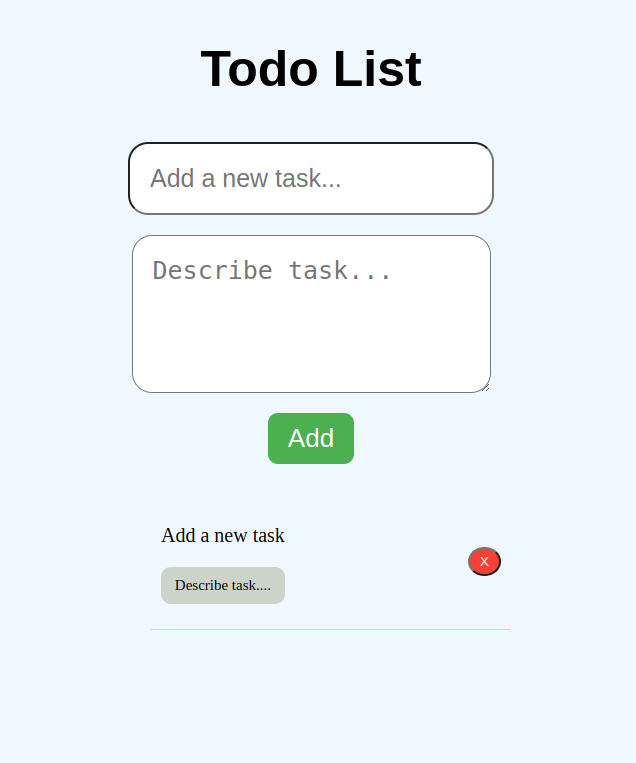 Todo List
Add a new task...
Describe task...
Add
Add a new task
X
Describe task....